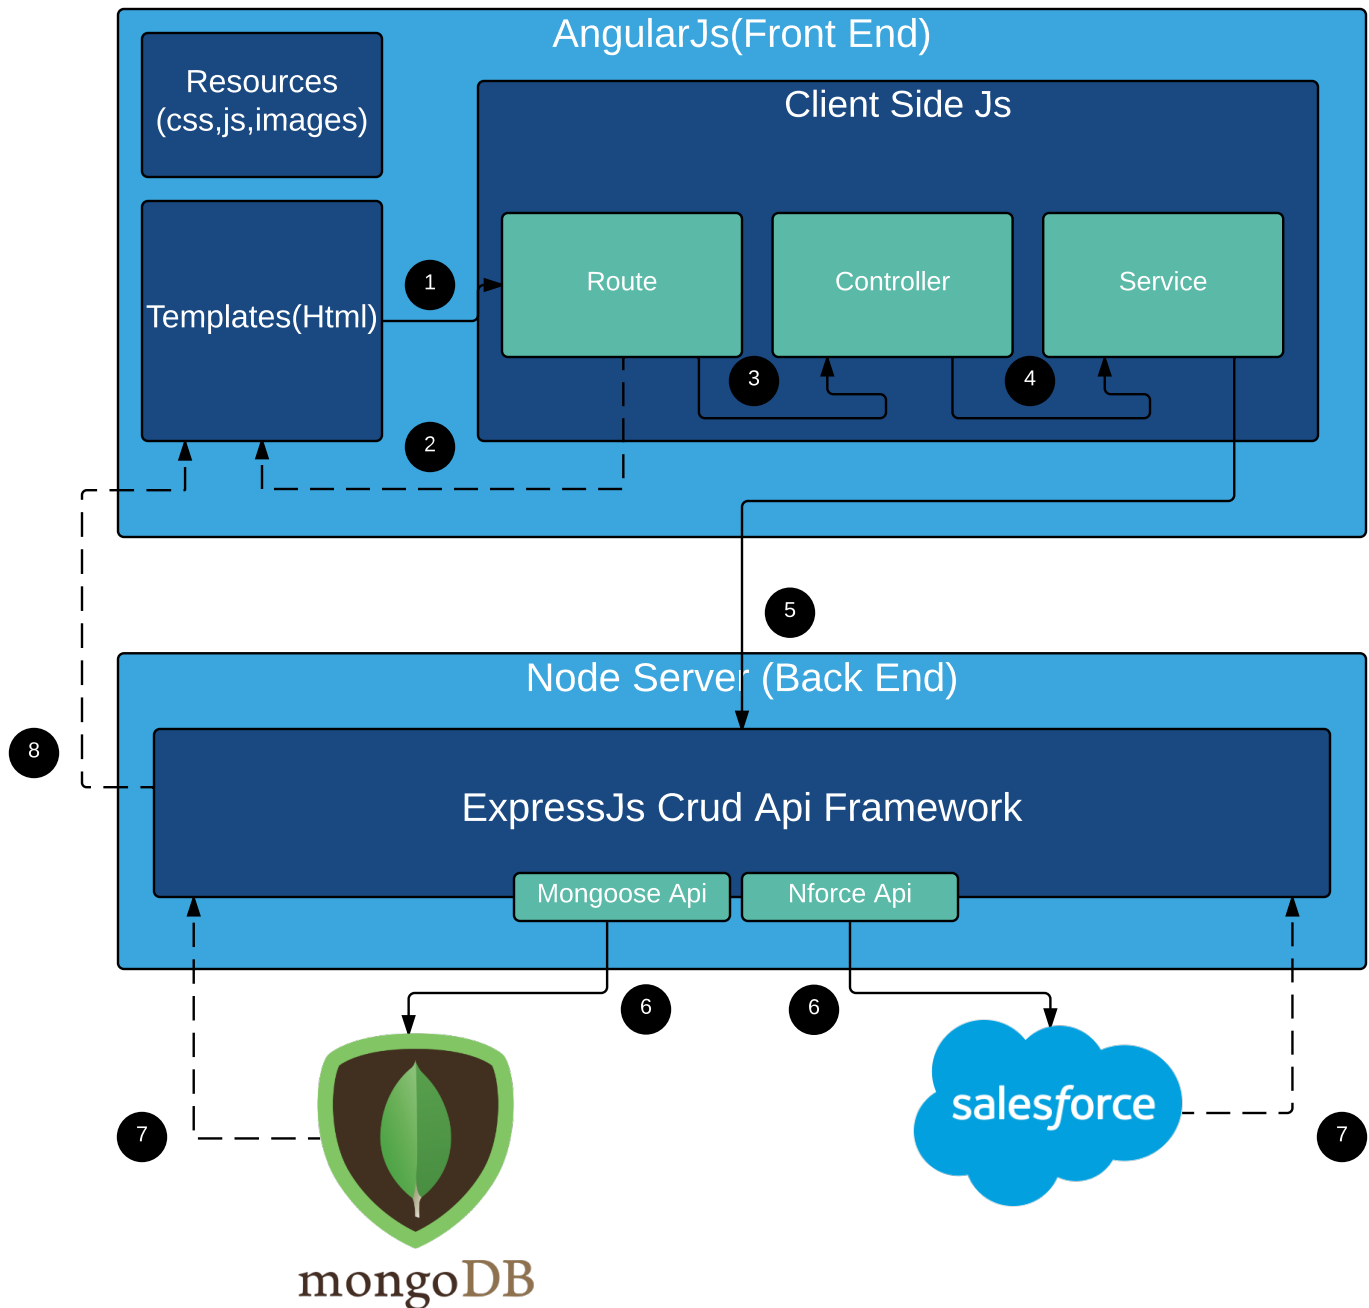 AngularJs(Front End)
Resources
(css,js,images)
Client Side Js
Templates(Html)
1
Route
Controller
Service
3
4
2
5
Node Server (Back End)
8
ExpressJs Crud Api Framework
Mongoose Api
Nforce Api
6
6
salesforce
7
7
mongoDB